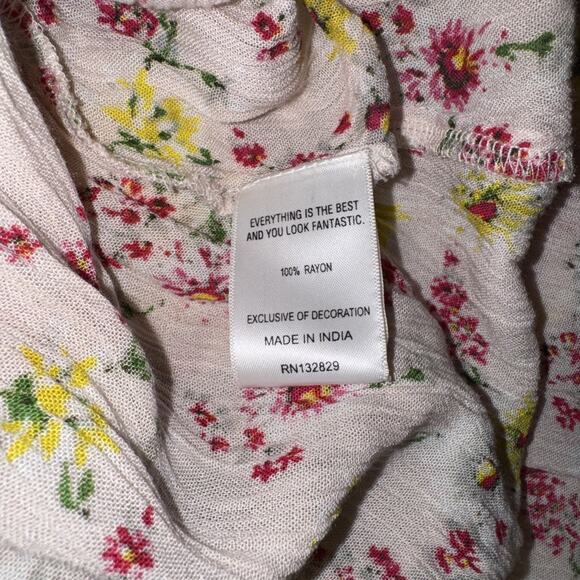 EVERYTHING IS THE BEST
AND YOU LOOK FANTASTIC.
100% RAYON
EXCLUSIVE OF DECORATION
MADE IN INDIA
RN132829